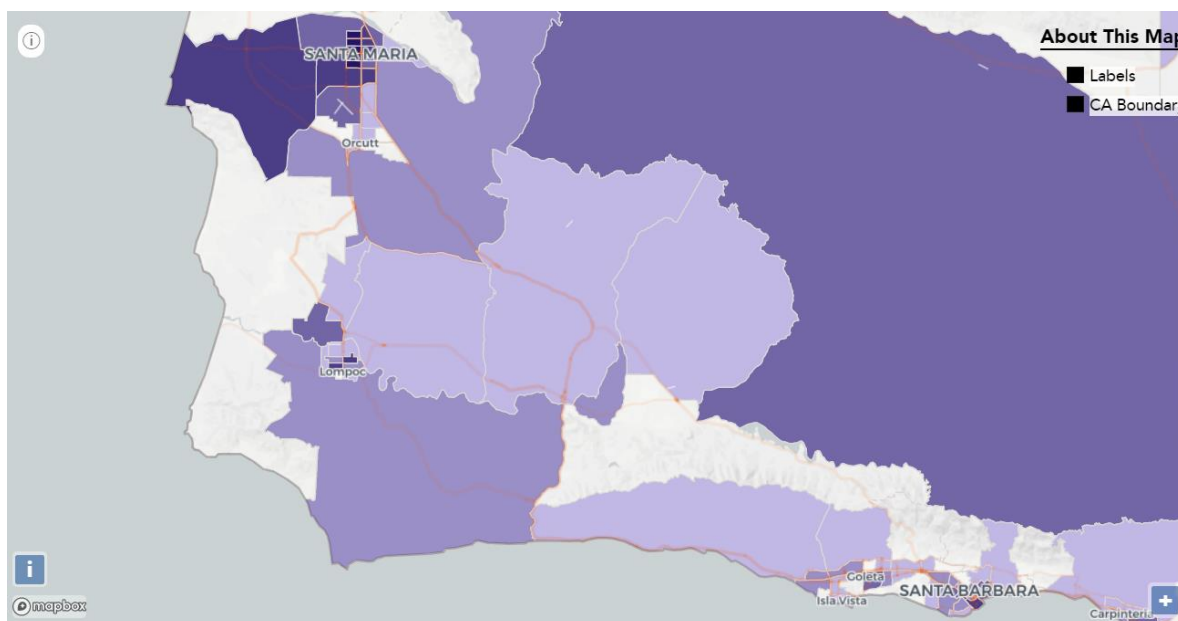 ⓘ
About This Map
SANTA MARIA
Labels
CA Boundar
Orcutt
Lompoc
i
Goleta
Isla Vista
SANTA BARBARA
+
mapbox
Carpinteria